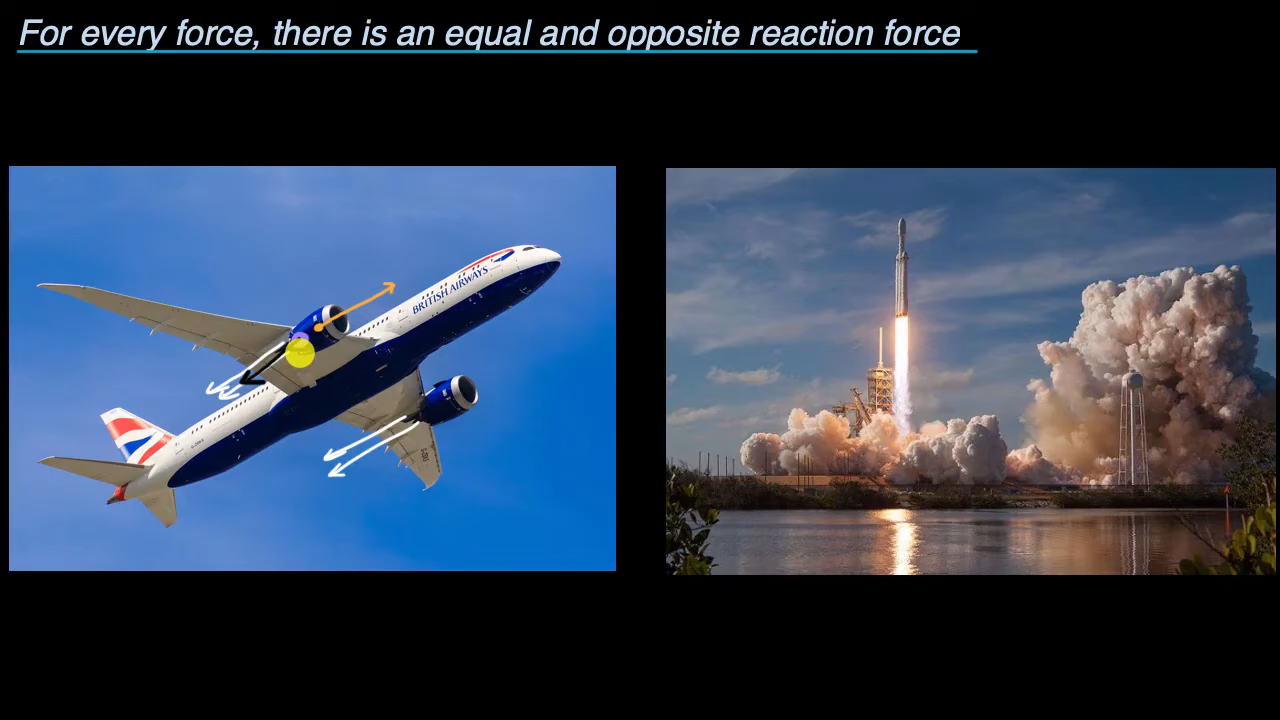 For every force, there is an equal and opposite reaction force
BRITISH AIRWAYS